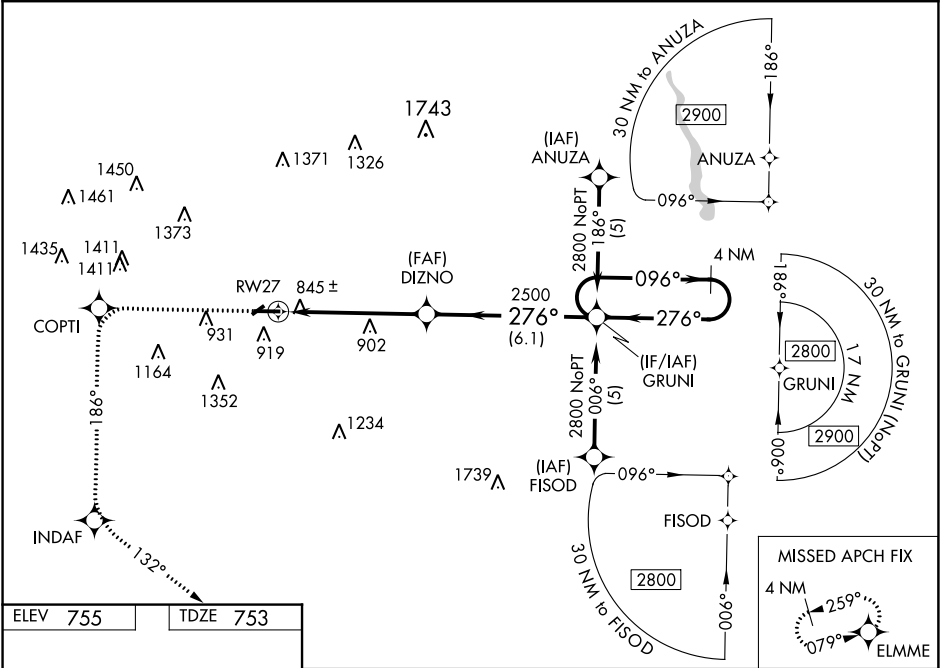 30 NM to ANUZA
186°
2900
ANUZA
096°
1743
1371
1326
(IAF)
ANUZA
2800 NoPT
186°
(5)
1450
1461
1373
1435
1411
1411
COPTI
RW27
845 ±
(FAF)
DIZNO
2500
276°
(6.1)
4 NM
096°
276°
(IF/IAF)
GRUNI
931
919
902
1164
1352
1234
2800 NoPT
006°
(5)
186°
30 NM to GRUNI (NoPT)
2800
17 NM
GRUNI
2900
006°
186°
1739
(IAF)
FISOD
096°
FISOD
30 NM to FISOD
2800
006°
INDAF
132°
MISSED APCH FIX
4 NM
259°
079°
ELMME
ELEV 755
TDZE 753